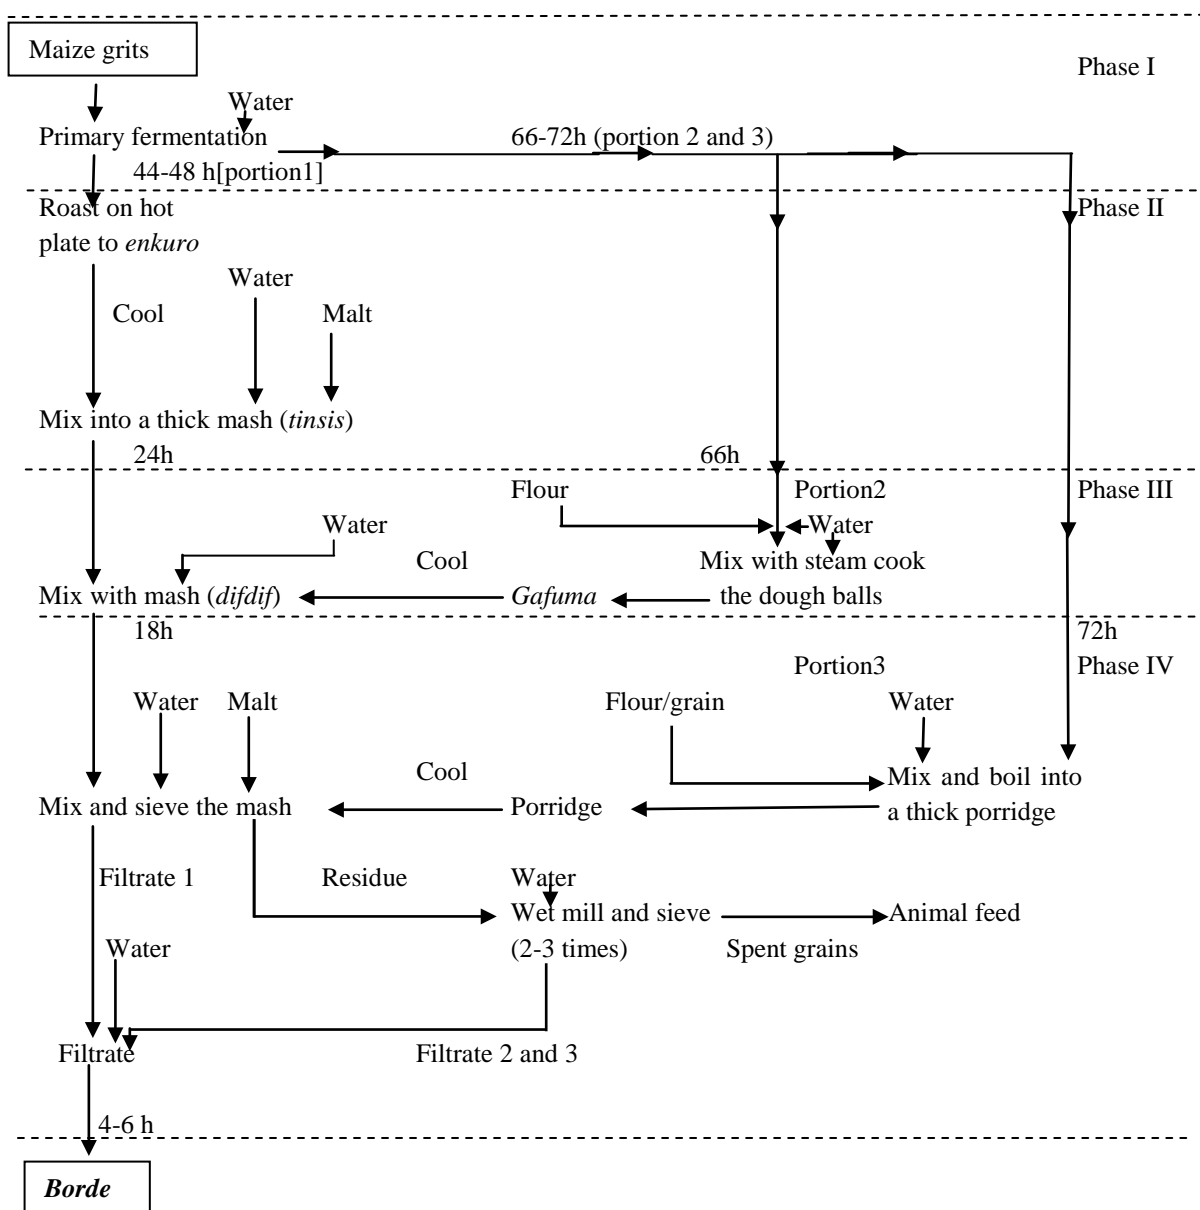 Maize grits
Phase I
Water
Primary fermentation
66-72h (portion 2 and 3)
44-48 h[portion1]
Roast on hot
plate to enkuro
Phase II
Water
Cool
Malt
Mix into a thick mash (tinsis)
24h
66h
Flour
Portion2
Phase III
Water
Water
Cool
Mix with steam cook
the dough balls
Mix with mash (difdif)
Gafuma
18h
72h
Portion3
Phase IV
Water
Malt
Flour/grain
Water
Cool
Mix and boil into
a thick porridge
Mix and sieve the mash
Porridge
Filtrate 1
Residue
Water
Wet mill and sieve
(2-3 times)
Animal feed
Spent grains
Water
Filtrate
Filtrate 2 and 3
4-6 h
Borde